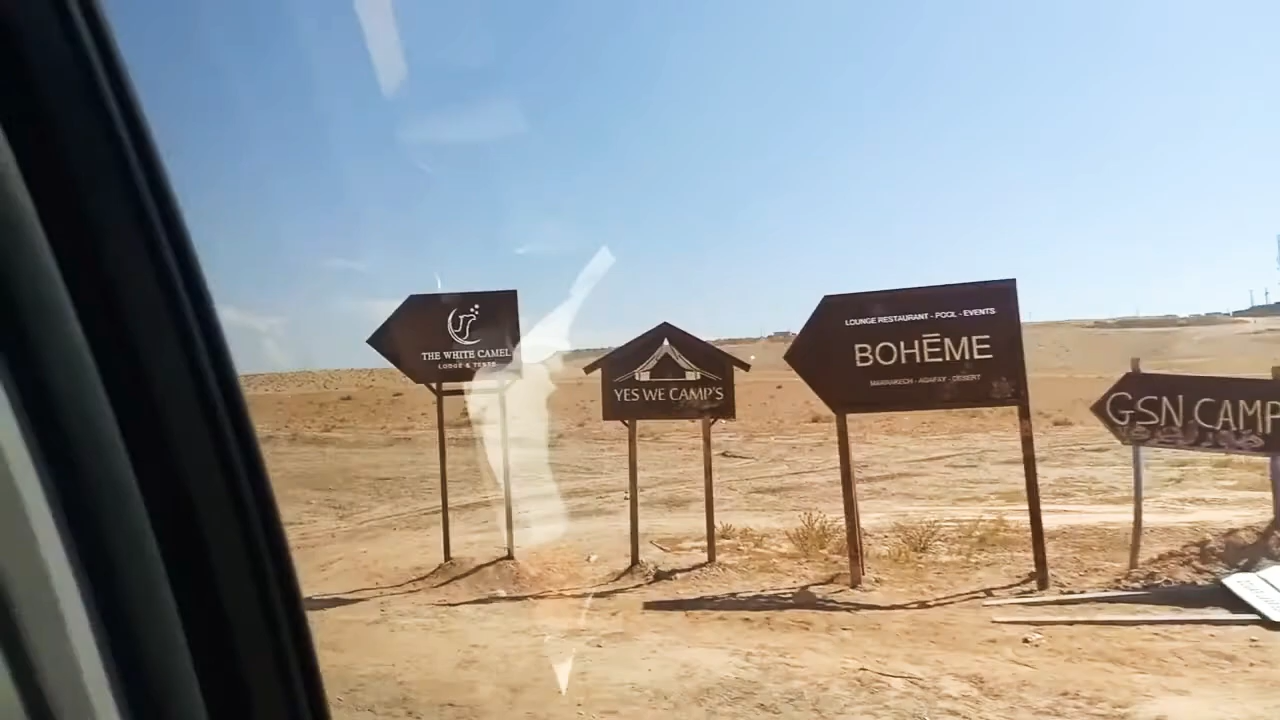 THE WHITE CAMEL
LODGE & TENTS
YES WE CAMP'S
LOUNGE RESTAURANT - POOL - EVENTS
BOHĒME
MARRAKECH - AGAFAY - DESERT
GSN CAMP